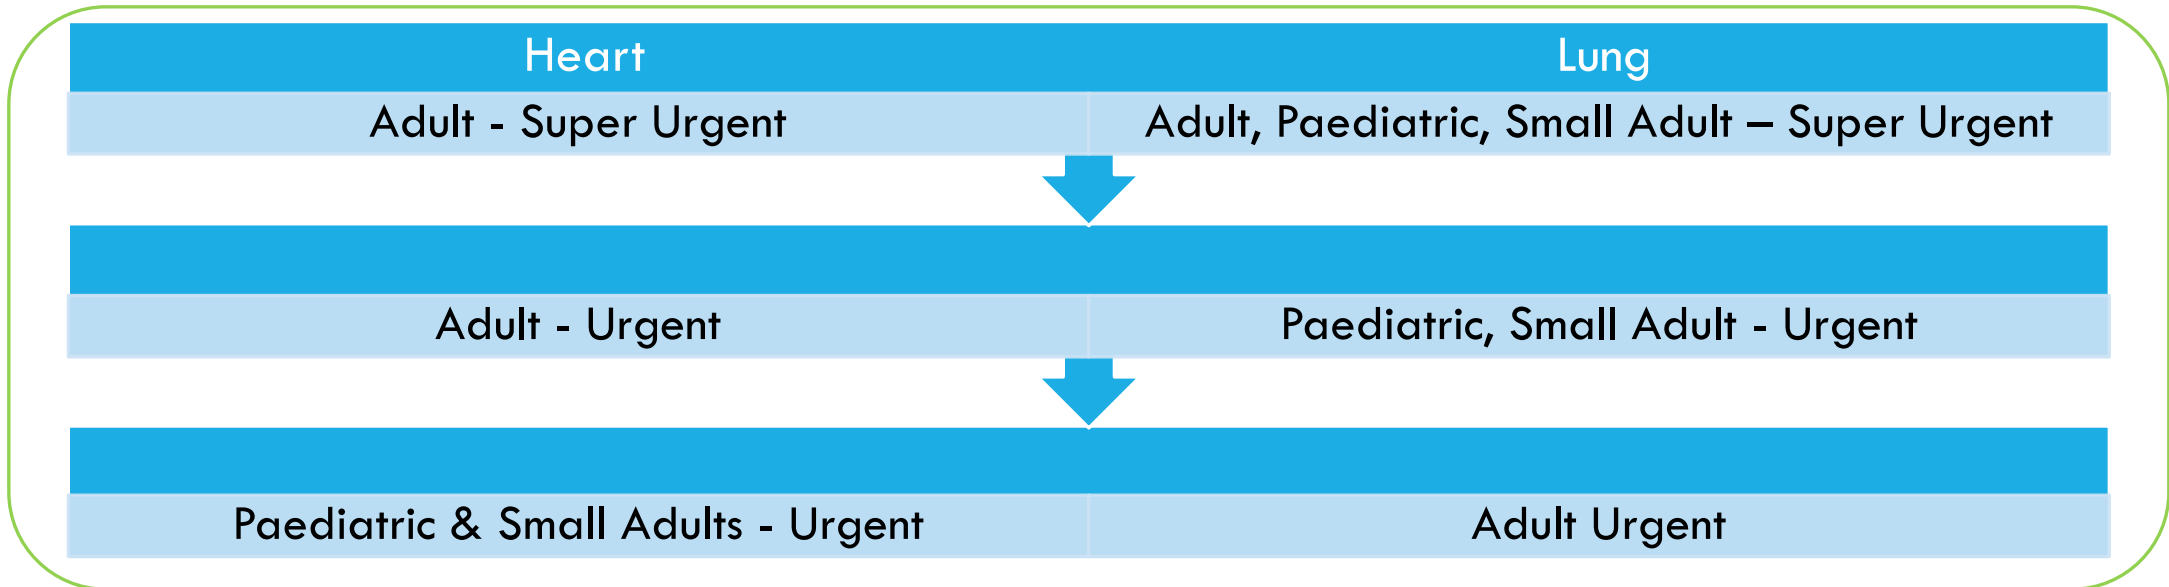 Heart
Lung
Adult - Super Urgent
Adult, Paediatric, Small Adult – Super Urgent
Adult - Urgent
Paediatric, Small Adult - Urgent
Paediatric & Small Adults - Urgent
Adult Urgent